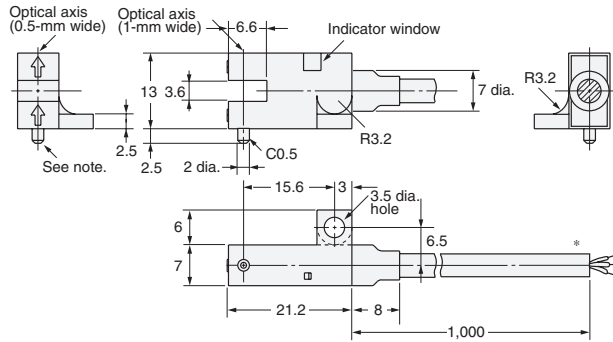 Optical axis
(0.5-mm wide)
Optical axis
(1-mm wide)
6.6
Indicator window
13
3.6
7 dia.
R3.2
R3.2
2.5
2.5
See note.
C0.5
2 dia.
15.6
3
3.5 dia.
hole
6
6.5
*
7
21.2
8
1,000